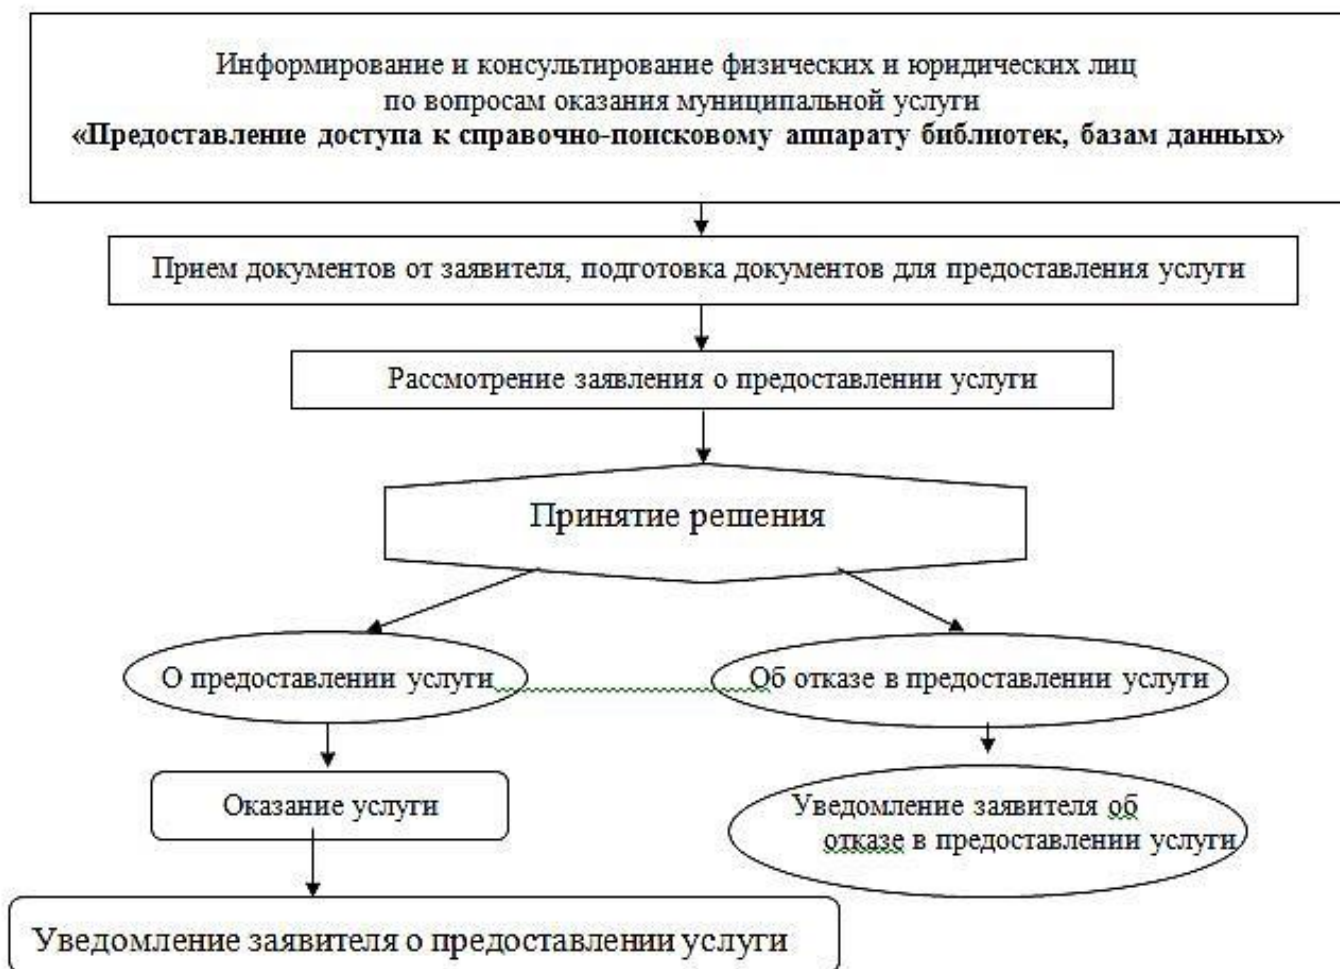 Информирование и консультирование физических и юридических лиц
по вопросам оказания муниципальной услуги
«Предоставление доступа к справочно-поисковому аппарату библиотек, базам данных»
Прием документов от заявителя, подготовка документов для предоставления услуги
Рассмотрение заявления о предоставлении услуги
Принятие решения
О предоставлении услуги
Об отказе в предоставлении услуги
Оказание услуги
Уведомление заявителя об
отказе в предоставлении услуги
Уведомление заявителя о предоставлении услуги